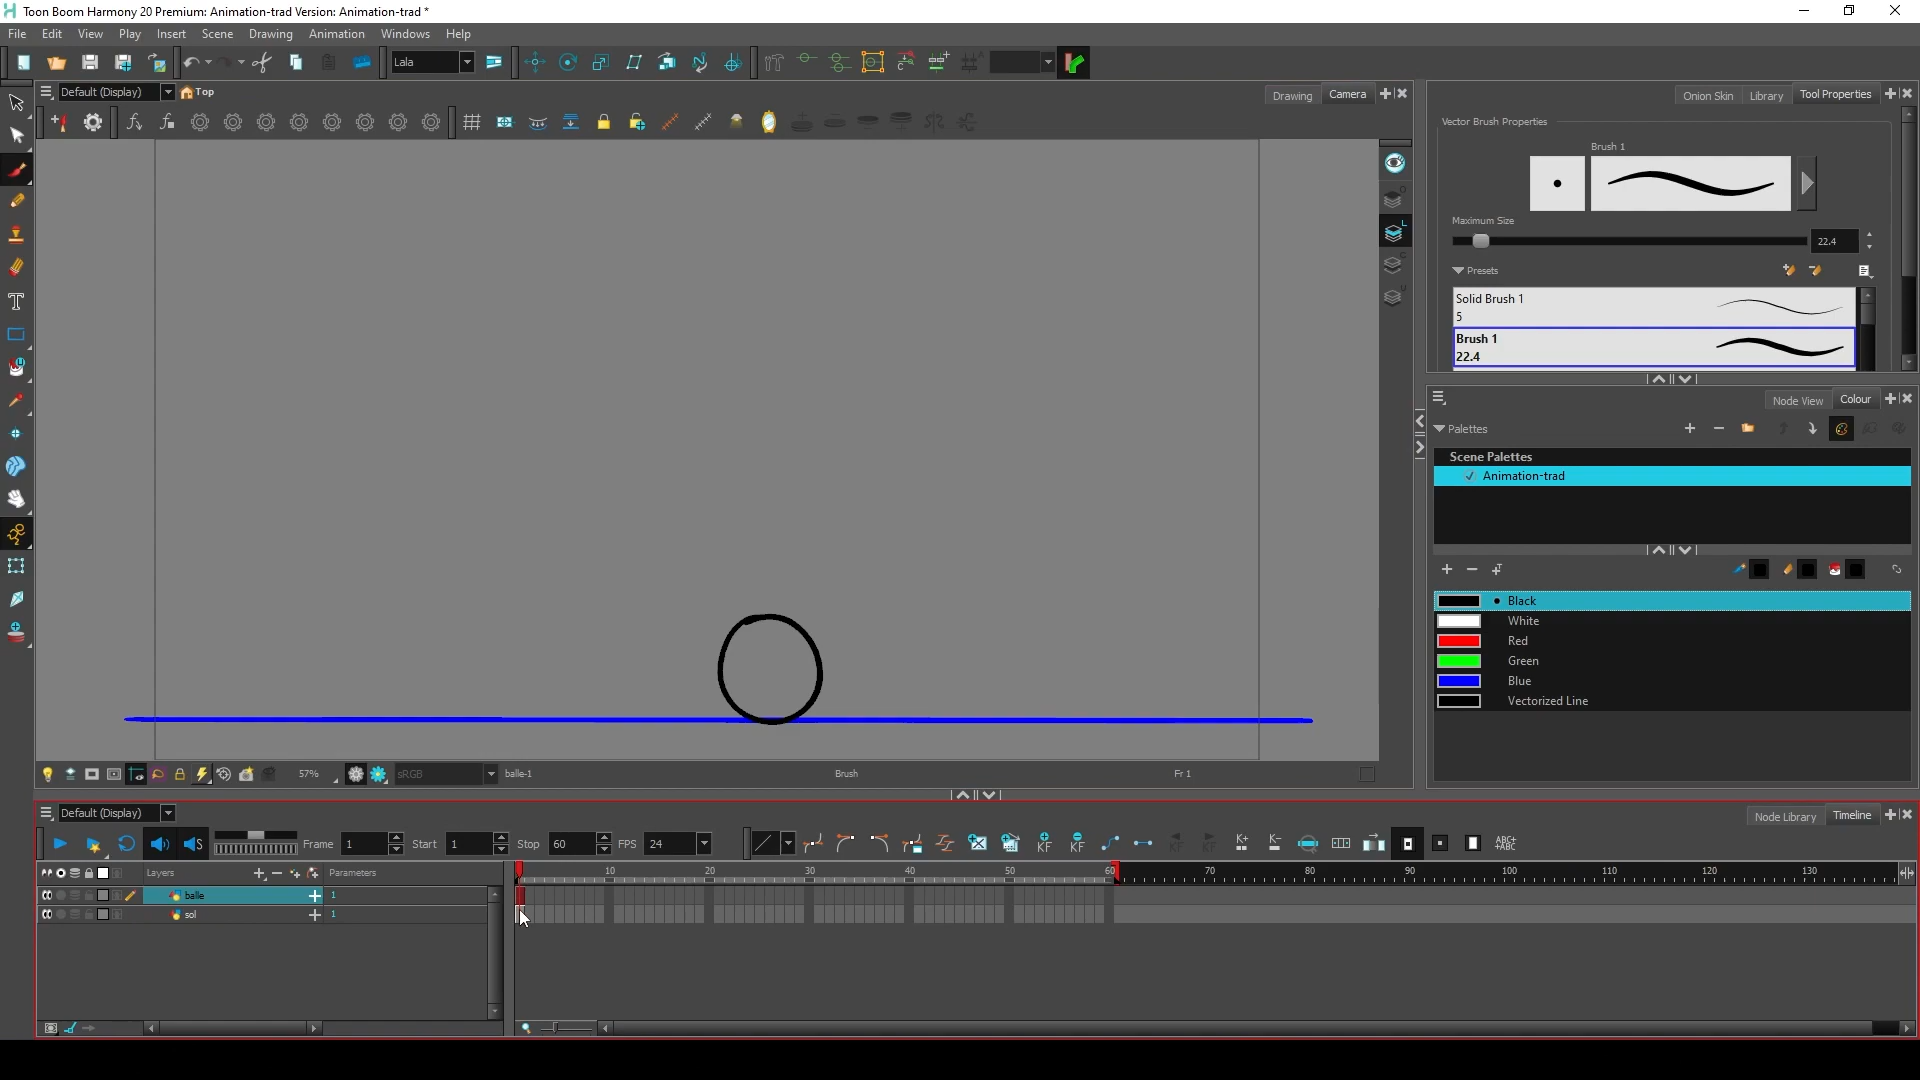 Toon Boom Harmony 20 Premium: Animation-trad Version: Animation-trad *
File Edit View Play Insert Scene Drawing Animation Windows Help
Lala
Default (Display) Top
Drawing Camera
Onion Skin Library Tool Properties
Vector Brush Properties
Brush 1
Maximum Size
22.4
Presets
Solid Brush 1
5
Brush 1
22.4
Node View Colour
Palettes
Scene Palettes
Animation-trad
Black
White
Red
Green
Blue
Vectorized Line
57% sRGB balle-1 Brush Fr 1
Default (Display)
Node Library Timeline
Frame 1 Start 1 Stop 60 FPS 24
KF KF K+ K- ABC
Layers Parameters
10 20 30 40 50 60 70 80 90 100 110 120 130
balle 1
sol 1